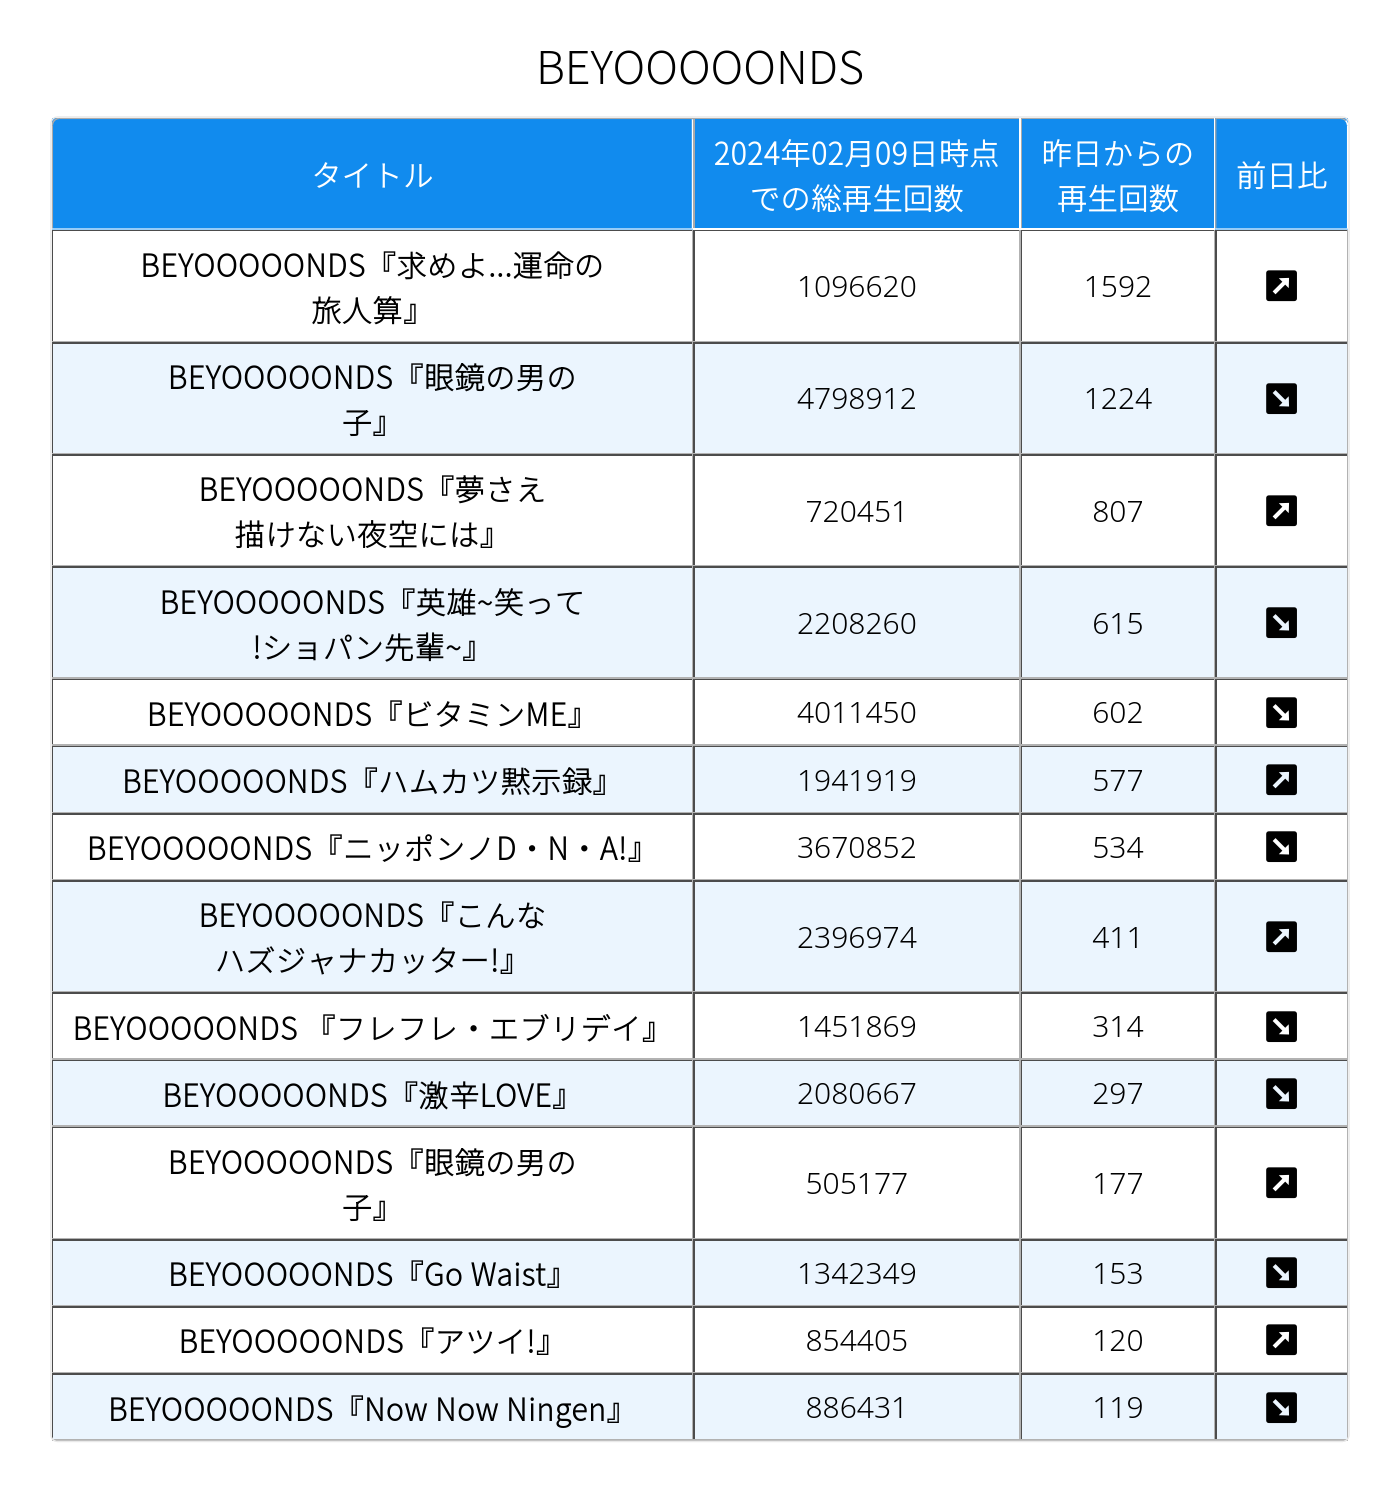 BEYOOOOONDS
タイトル
2024年02月09日時点
での総再生回数
昨日からの
再生回数
前日比
BEYOOOOONDS『求めよ...運命の
旅人算』
1096620
1592
BEYOOOOONDS『眼鏡の男の
子』
4798912
1224
BEYOOOOONDS『夢さえ
描けない夜空には』
720451
807
BEYOOOOONDS『英雄~笑って
!ショパン先輩~』
2208260
615
BEYOOOOONDS『ビタミンME』
4011450
602
BEYOOOOONDS『ハムカツ黙示録』
1941919
577
BEYOOOOONDS『ニッポンノD・N・A!』
3670852
534
BEYOOOOONDS『こんな
ハズジャナカッター!』
2396974
411
BEYOOOOONDS 『フレフレ・エブリデイ』
1451869
314
BEYOOOOONDS『激辛LOVE』
2080667
297
BEYOOOOONDS『眼鏡の男の
子』
505177
177
BEYOOOOONDS『Go Waist』
1342349
153
BEYOOOOONDS『アツイ!』
854405
120
BEYOOOOONDS『Now Now Ningen』
886431
119